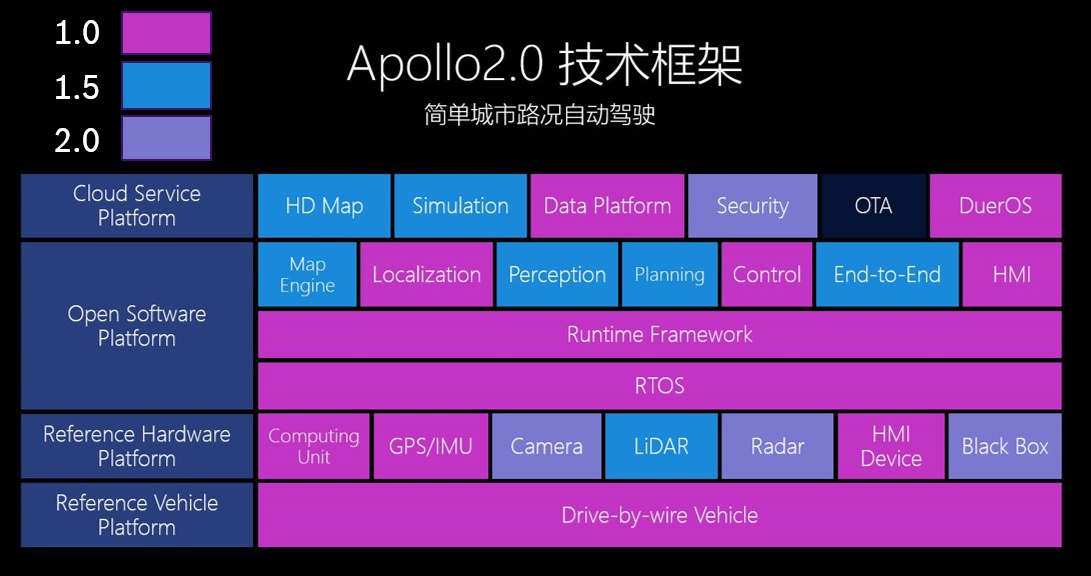 1.0
1.5
2.0
Apollo2.0 技术框架
简单城市路况自动驾驶
Cloud Service
Platform
HD Map
Simulation
Data Platform
Security
OTA
DuerOS
Open Software
Platform
Map
Engine
Localization
Perception
Planning
Control
End-to-End
HMI
Runtime Framework
RTOS
Reference Hardware
Platform
Computing
Unit
GPS/IMU
Camera
LiDAR
Radar
HMI
Device
Black Box
Reference Vehicle
Platform
Drive-by-wire Vehicle